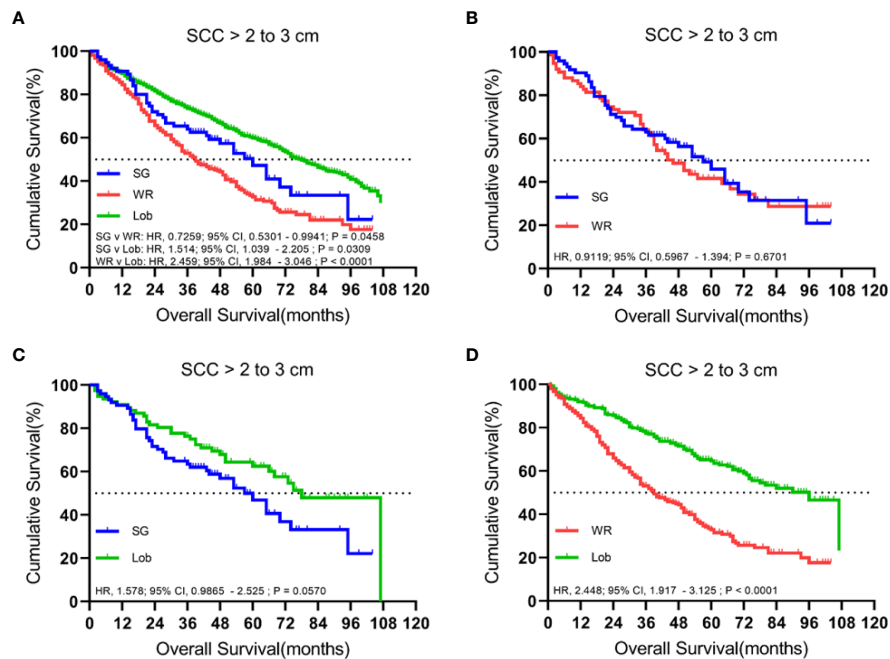 A
SCC > 2 to 3 cm
Cumulative Survival(%)
100
80
60
40
20
0
SG
WR
Lob
SG v WR: HR, 0.7259; 95% CI, 0.5301 - 0.9941; P = 0.0458
SG v Lob: HR, 1.514; 95% CI, 1.039 - 2.205 ; P = 0.0309
WR v Lob: HR, 2.459; 95% CI, 1.984 - 3.046 ; P < 0.0001
0 12 24 36 48 60 72 84 96 108 120
Overall Survival(months)
B
SCC > 2 to 3 cm
Cumulative Survival(%)
100
80
60
40
20
0
SG
WR
HR, 0.9119; 95% CI, 0.5967 - 1.394; P = 0.6701
0 12 24 36 48 60 72 84 96 108 120
Overall Survival(months)
C
SCC > 2 to 3 cm
Cumulative Survival(%)
100
80
60
40
20
0
SG
Lob
HR, 1.578; 95% CI, 0.9865 - 2.525 ; P = 0.0570
0 12 24 36 48 60 72 84 96 108 120
Overall Survival(months)
D
SCC > 2 to 3 cm
Cumulative Survival(%)
100
80
60
40
20
0
WR
Lob
HR, 2.448; 95% CI, 1.917 - 3.125 ; P < 0.0001
0 12 24 36 48 60 72 84 96 108 120
Overall Survival(months)